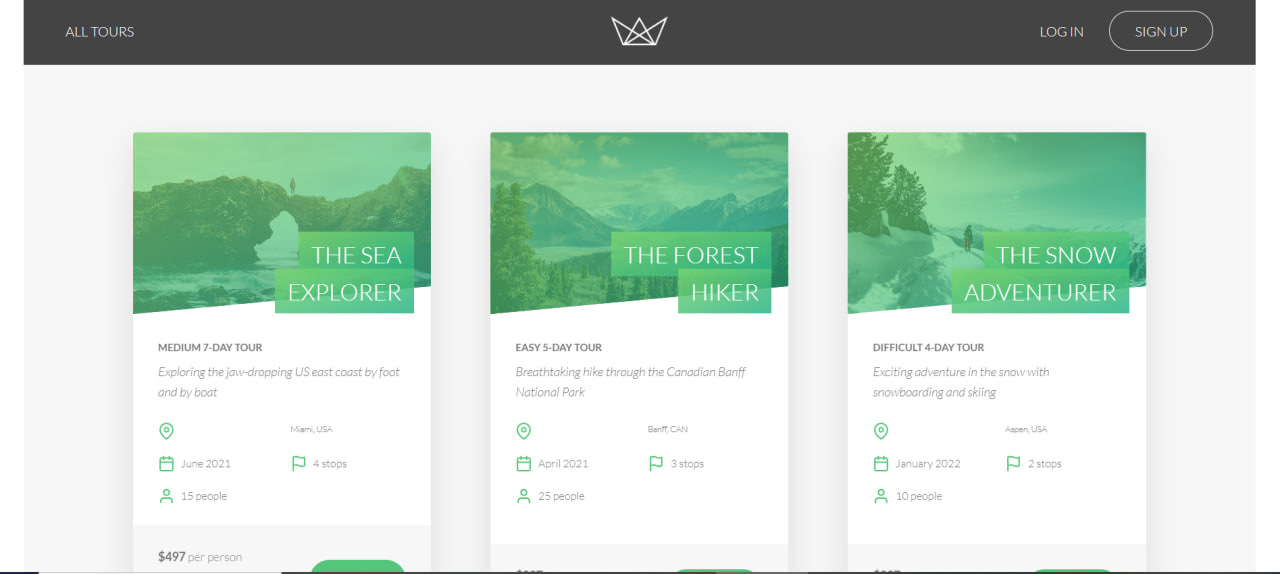 ALL TOURS
LOG IN
SIGN UP
THE SEA
EXPLORER
MEDIUM 7-DAY TOUR
Exploring the jaw-dropping US east coast by foot
and by boat
Miami, USA
June 2021
4 stops
15 people
$497 per person
THE FOREST
HIKER
EASY 5-DAY TOUR
Breathtaking hike through the Canadian Banff
National Park
Banff, CAN
April 2021
3 stops
25 people
THE SNOW
ADVENTURER
DIFFICULT 4-DAY TOUR
Exciting adventure in the snow with
snowboarding and skiing
Aspen, USA
January 2022
2 stops
10 people